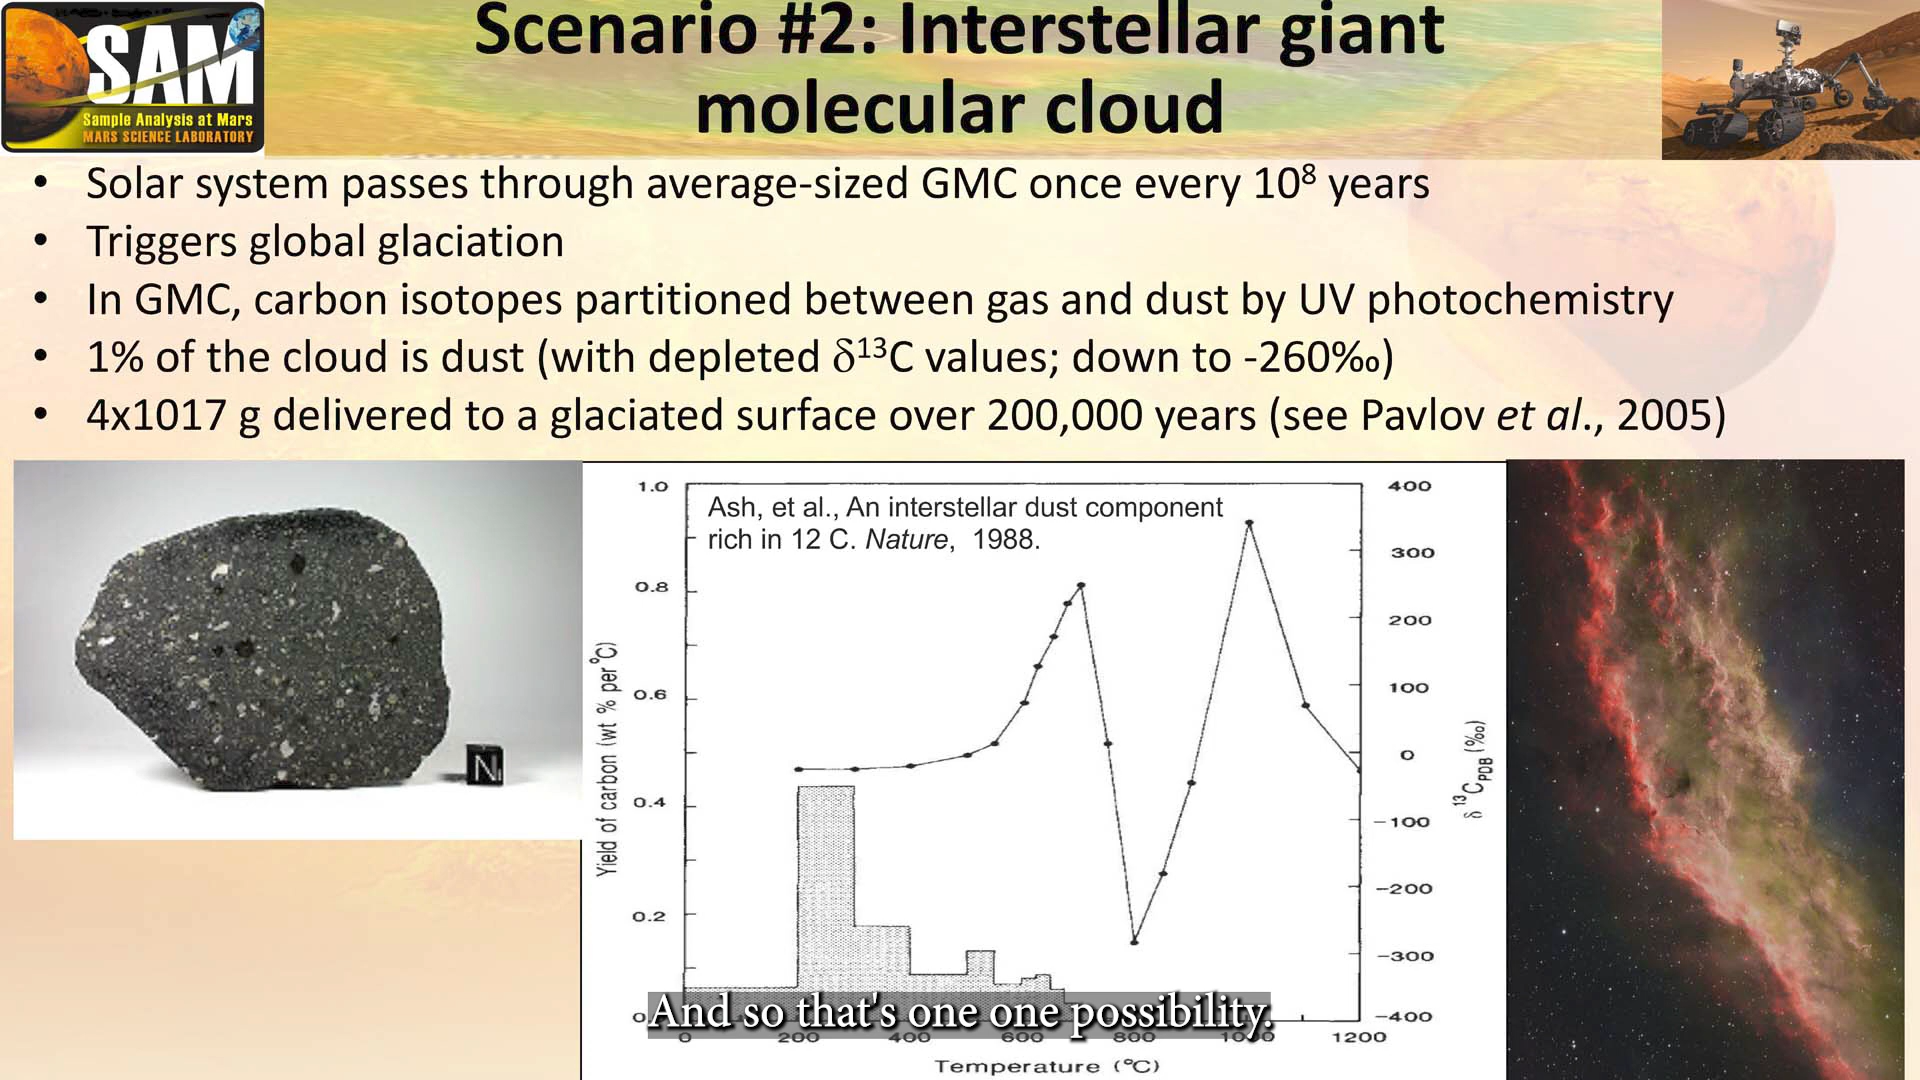 SAM
Sample Analysis at Mars
MARS SCIENCE LABORATORY
Scenario #2: Interstellar giant
molecular cloud
• Solar system passes through average-sized GMC once every 10⁸ years
• Triggers global glaciation
• In GMC, carbon isotopes partitioned between gas and dust by UV photochemistry
• 1% of the cloud is dust (with depleted δ¹³C values; down to -260‰)
• 4x1017 g delivered to a glaciated surface over 200,000 years (see Pavlov et al., 2005)
N
Ash, et al., An interstellar dust component
rich in 12 C. Nature, 1988.
Yield of carbon (wt % per °C)
1.0
0.8
0.6
0.4
0.2
400
300
200
100
0
−100
−200
−300
−400
δ ¹³C PDB (‰)
And so that's one one possibility.
0 200 400 600 800 1000 1200
Temperature (°C)